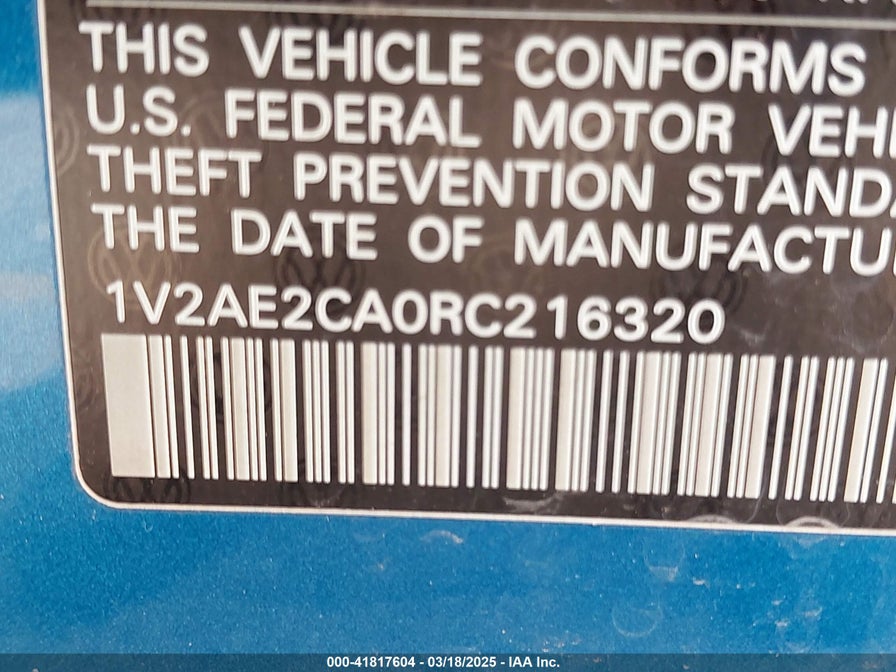 THIS VEHICLE CONFORMS
U.S. FEDERAL MOTOR VEHI
THEFT PREVENTION STAND
THE DATE OF MANUFACTU
1V2AE2CA0RC216320
000-41817604 — 03/18/2025 — IAA Inc.